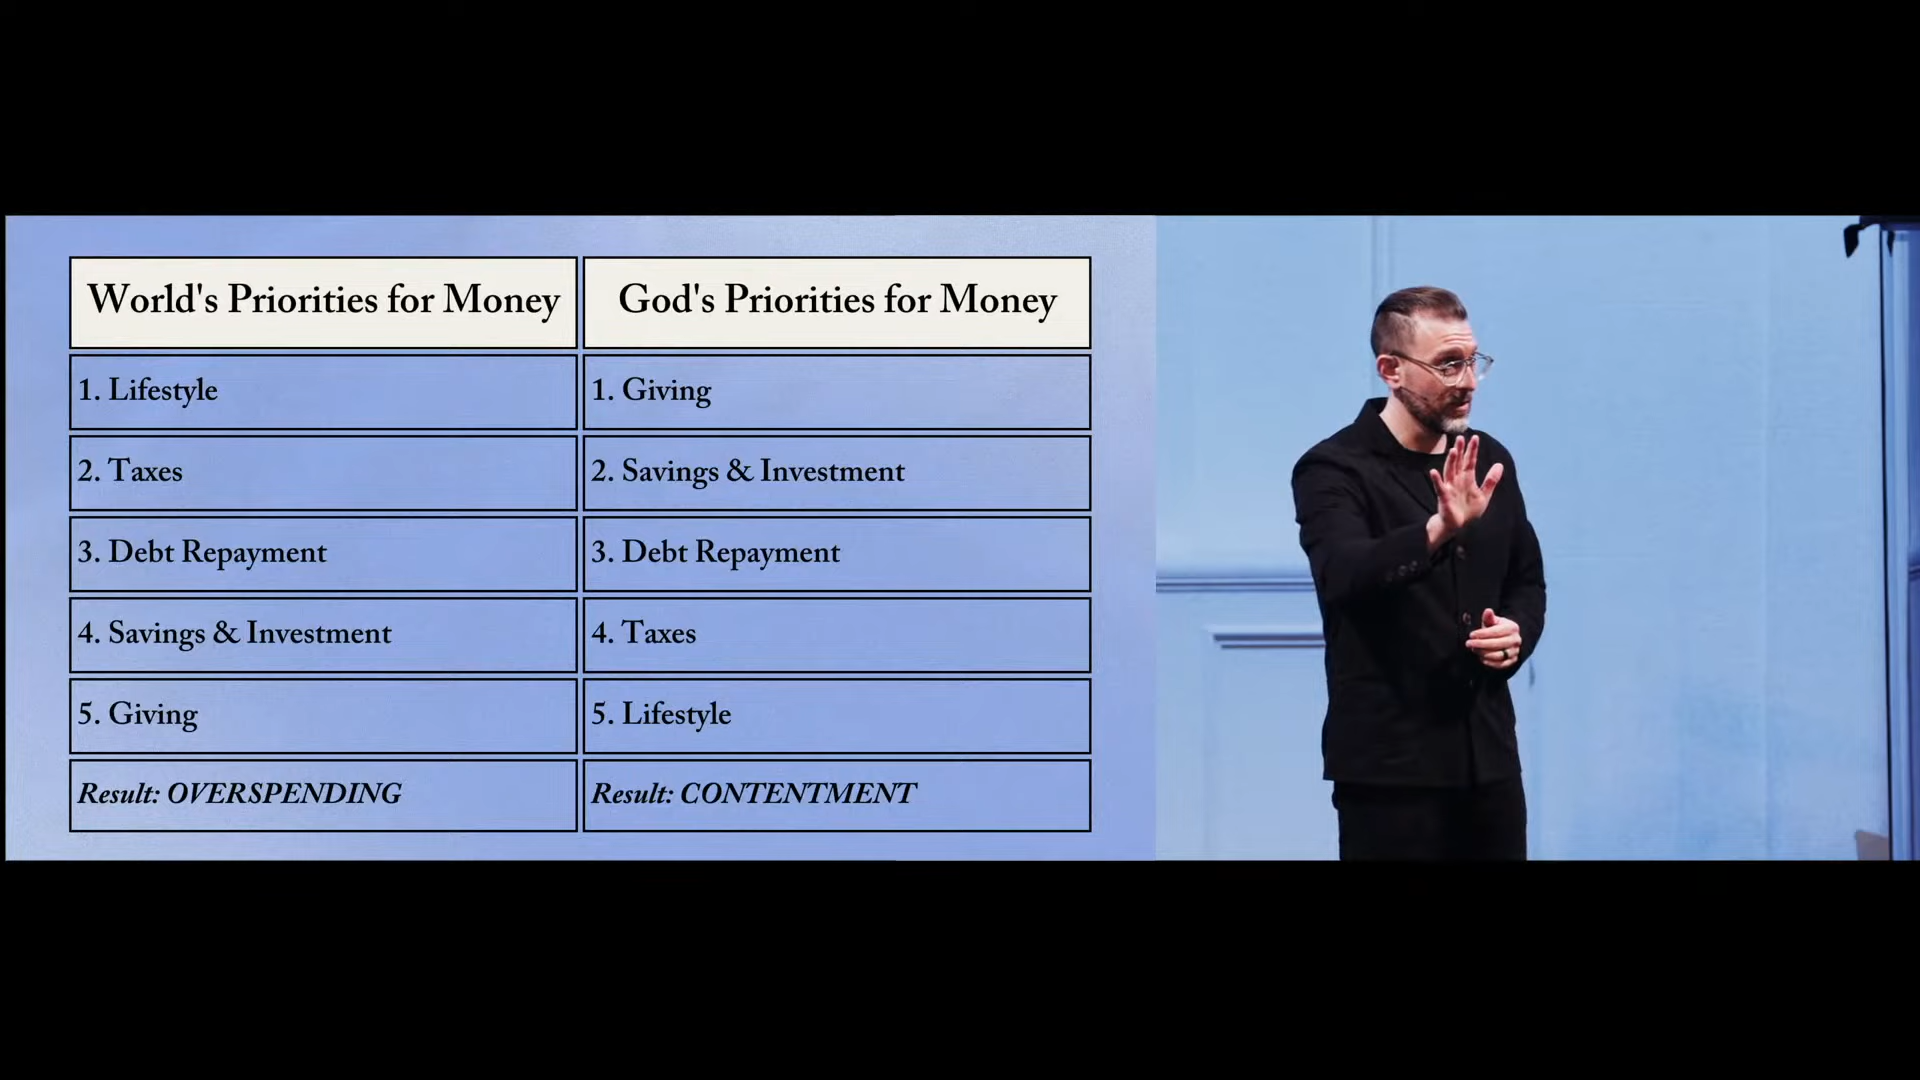 World's Priorities for Money
God's Priorities for Money
1. Lifestyle
1. Giving
2. Taxes
2. Savings & Investment
3. Debt Repayment
3. Debt Repayment
4. Savings & Investment
4. Taxes
5. Giving
5. Lifestyle
Result: OVERSPENDING
Result: CONTENTMENT